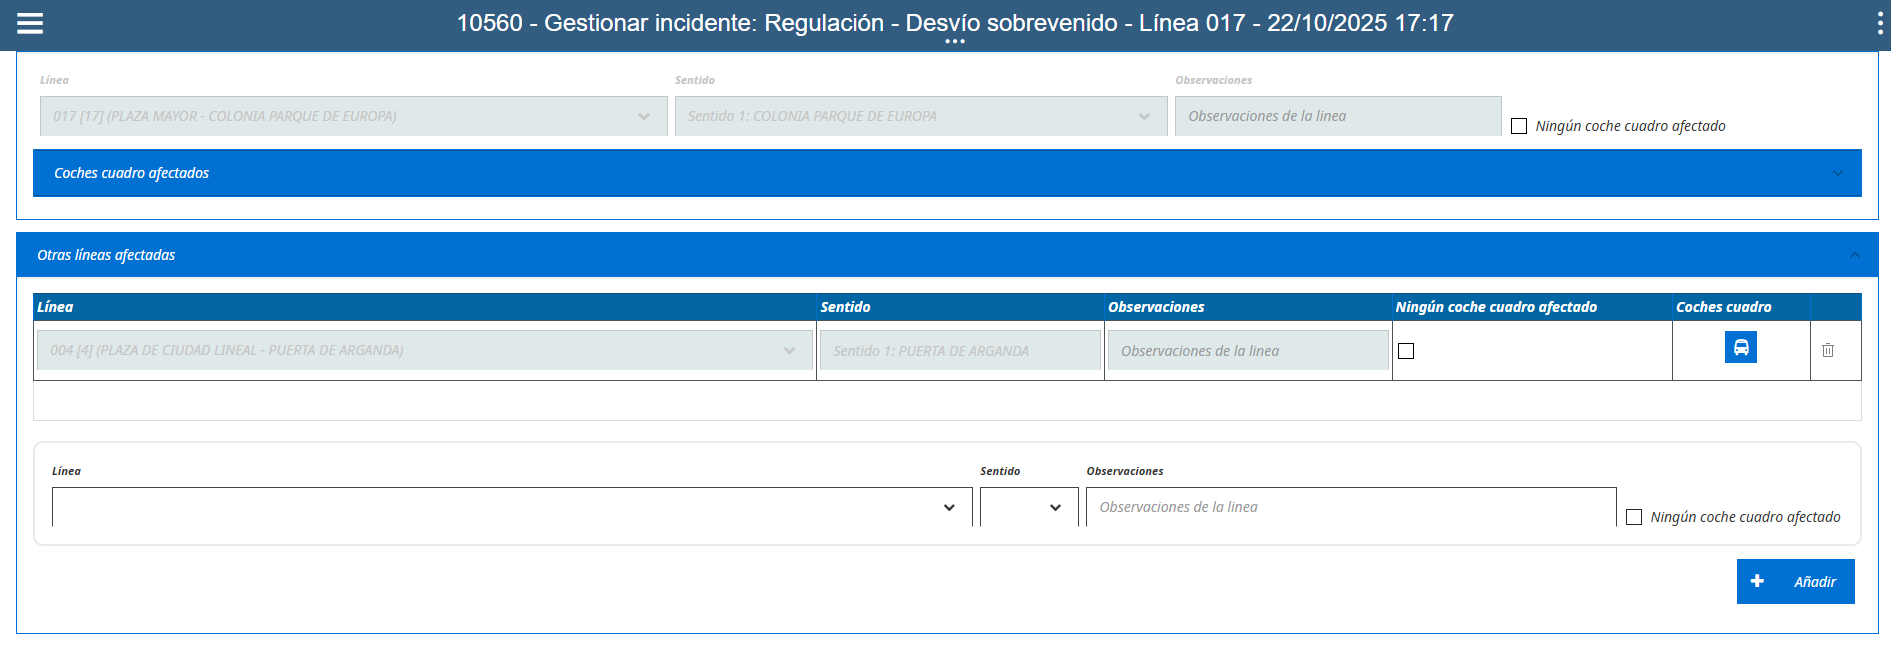 10560 - Gestionar incidente: Regulación - Desvío sobrevenido - Línea 017 - 22/10/2025 17:17
Línea Sentido Observaciones
017 [17] (PLAZA MAYOR - COLONIA PARQUE DE EUROPA) Sentido 1: COLONIA PARQUE DE EUROPA Observaciones de la linea Ningún coche cuadro afectado
Coches cuadro afectados
Otras líneas afectadas
Línea Sentido Observaciones Ningún coche cuadro afectado Coches cuadro
004 [4] (PLAZA DE CIUDAD LINEAL - PUERTA DE ARGANDA) Sentido 1: PUERTA DE ARGANDA Observaciones de la linea
Línea Sentido Observaciones
Observaciones de la linea Ningún coche cuadro afectado
Añadir